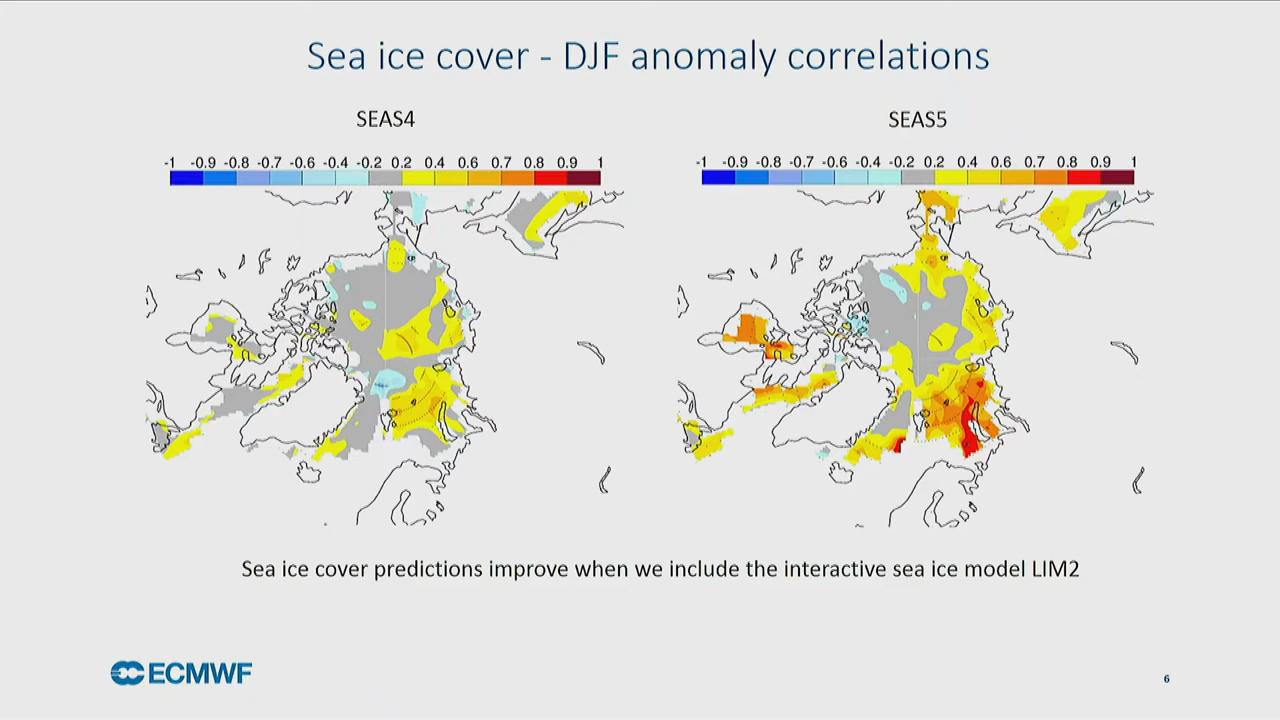 Sea ice cover - DJF anomaly correlations
SEAS4
SEAS5
-1 -0.9 -0.8 -0.7 -0.6 -0.4 -0.2 0.2 0.4 0.6 0.7 0.8 0.9 1
-1 -0.9 -0.8 -0.7 -0.6 -0.4 -0.2 0.2 0.4 0.6 0.7 0.8 0.9 1
Sea ice cover predictions improve when we include the interactive sea ice model LIM2
ECMWF
6